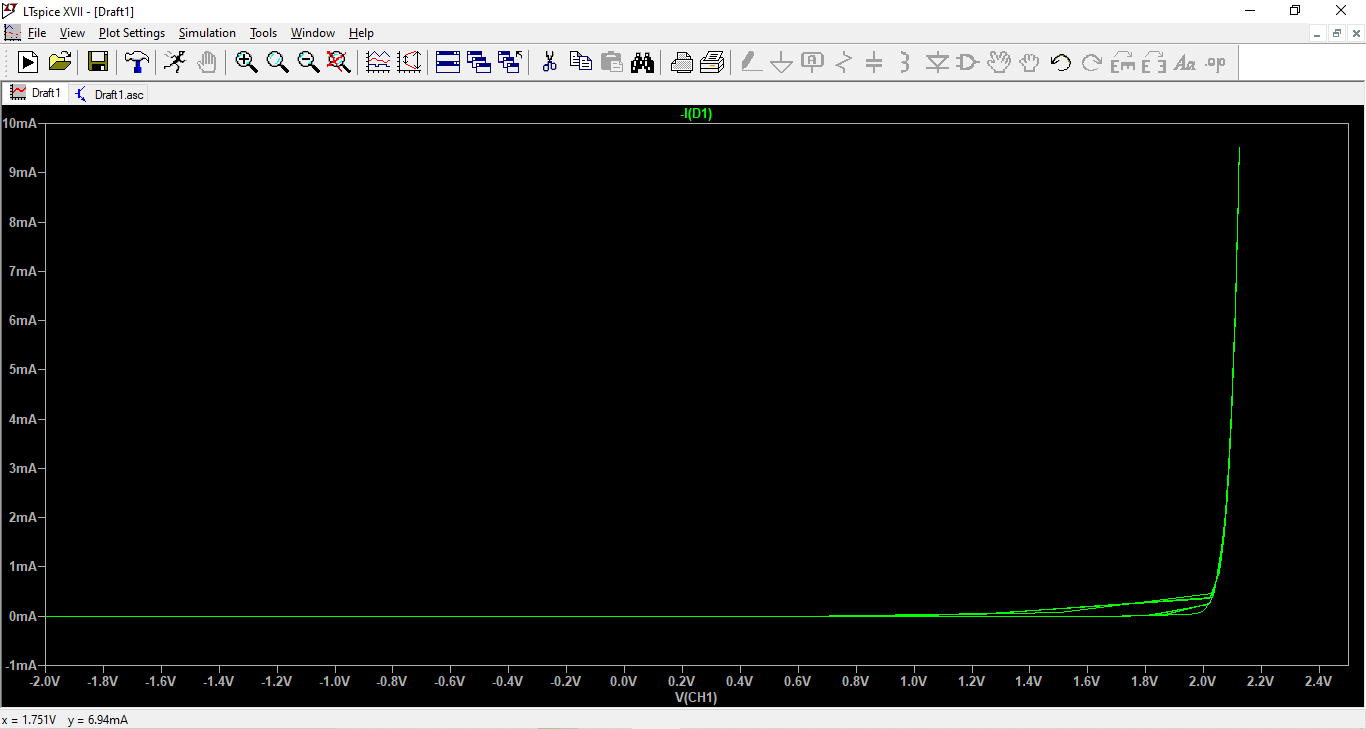 LTspice XVII - [Draft1]
File View Plot Settings Simulation Tools Window Help
Aa .op
Draft1 Draft1.asc
-I(D1)
10mA
9mA
8mA
7mA
6mA
5mA
4mA
3mA
2mA
1mA
0mA
-1mA
-2.0V -1.8V -1.6V -1.4V -1.2V -1.0V -0.8V -0.6V -0.4V -0.2V 0.0V 0.2V 0.4V 0.6V 0.8V 1.0V 1.2V 1.4V 1.6V 1.8V 2.0V 2.2V 2.4V
V(CH1)
x = 1.751V y = 6.94mA